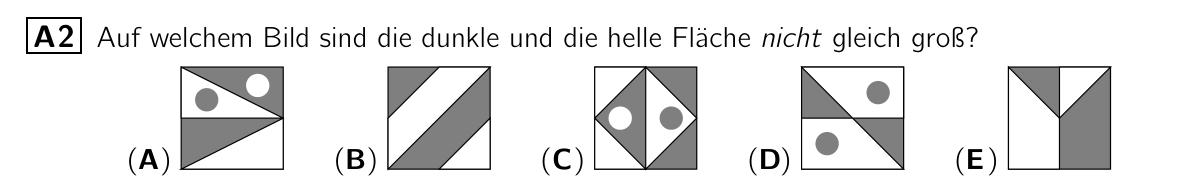 A2 Auf welchem Bild sind die dunkle und die helle Fläche nicht gleich groß?
(A) (B) (C) (D) (E)